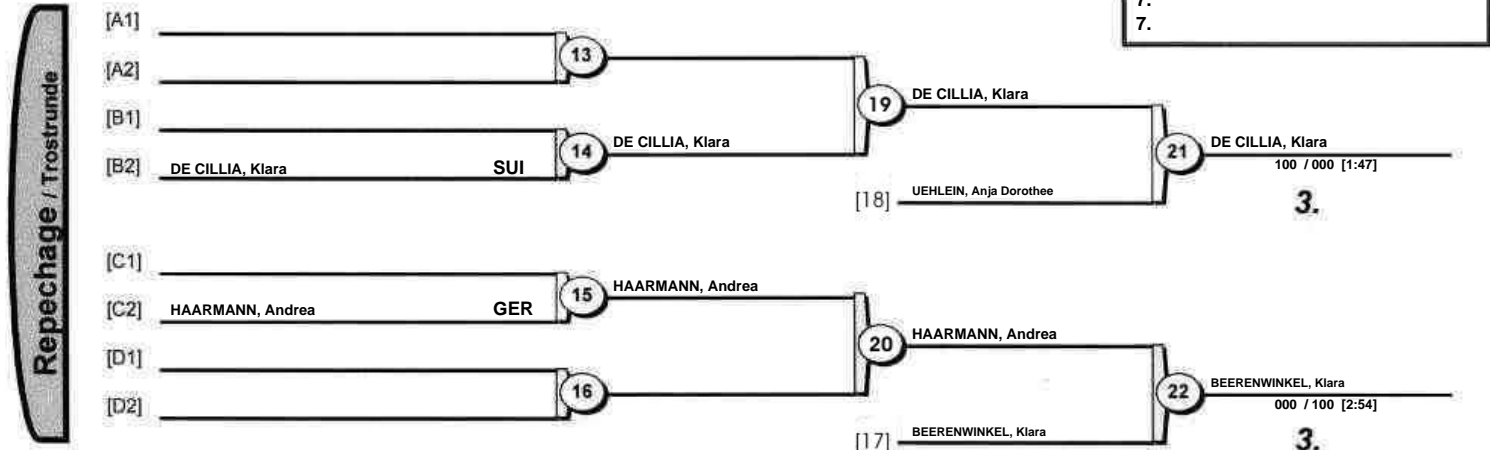 7.
7.
Repechage / Trostrunde
[A1]
13
[A2]
[B1]
14
DE CILLIA, Klara
[B2] DE CILLIA, Klara SUI
19
DE CILLIA, Klara
[18] UEHLEIN, Anja Dorothee
21
DE CILLIA, Klara
100 / 000 [1:47]
3.
[C1]
15
HAARMANN, Andrea
[C2] HAARMANN, Andrea GER
[D1]
16
[D2]
20
HAARMANN, Andrea
[17] BEERENWINKEL, Klara
22
BEERENWINKEL, Klara
000 / 100 [2:54]
3.